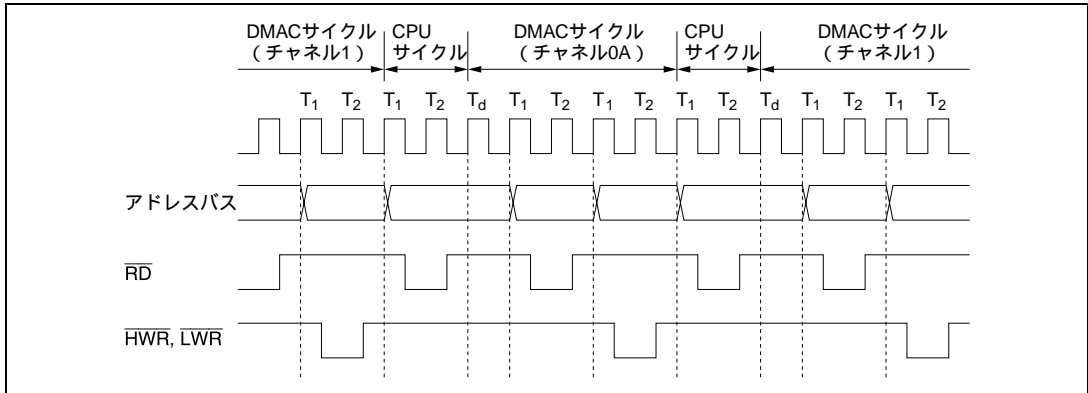 DMACサイクル CPU DMACサイクル CPU DMACサイクル
(チャネル1) サイクル (チャネル0A) サイクル (チャネル1)
T1 T2 T1 T2 Td T1 T2 T1 T2 T1 T2 Td T1 T2 T1 T2
アドレスバス
RD
HWR, LWR